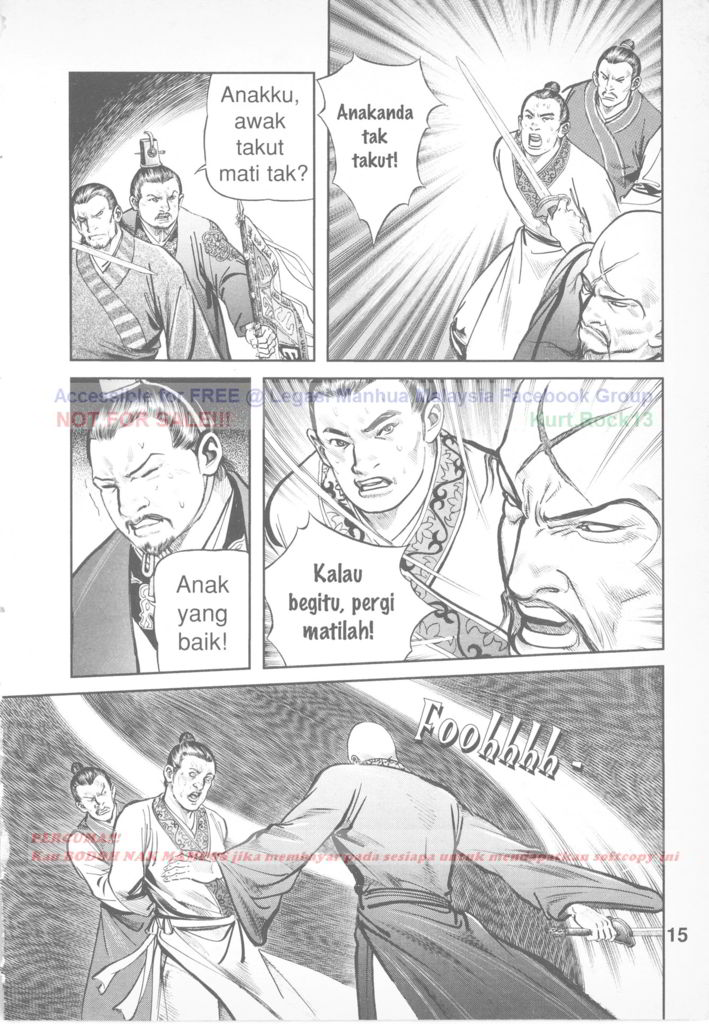 Anakku,
awak
takut
mati tak?
Anakanda
tak
takut!
Accessible for FREE @ Legasi Manhua Malaysia Facebook Group
NOT FOR SALE!!!
Kurt Rock13
Anak
yang
baik!
Kalau
begitu, pergi
matilah!
Foohhhh -
PERCUMA!!
Kau BODOH NAK MAMPUS jika membayar pada sesiapa untuk mendapatkan softcopy ini
15